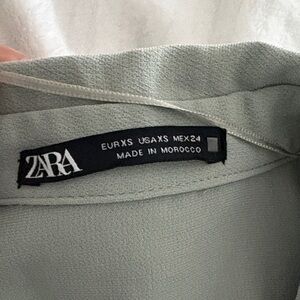 ZARA
EUR XS USA XS MEX 24
MADE IN MOROCCO